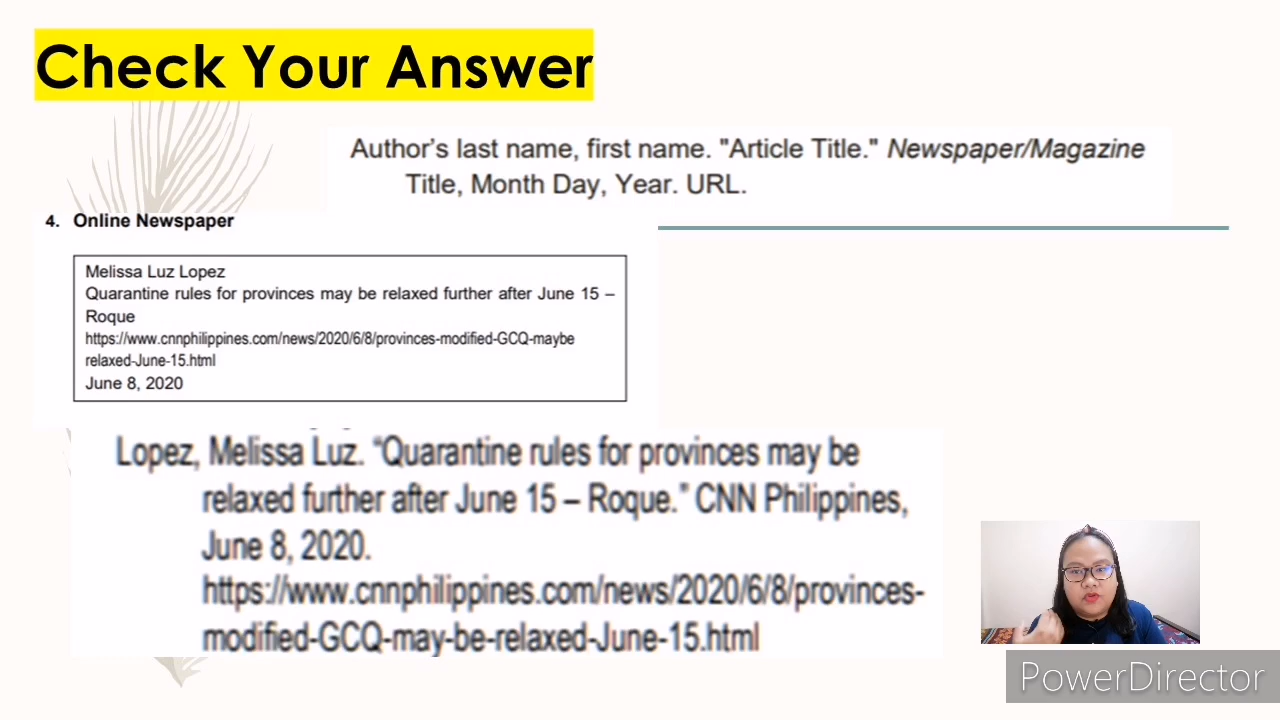 Check Your Answer
Author's last name, first name. "Article Title." Newspaper/Magazine
Title, Month Day, Year. URL.
4. Online Newspaper
Melissa Luz Lopez
Quarantine rules for provinces may be relaxed further after June 15 –
Roque
https://www.cnnphilippines.com/news/2020/6/8/provinces-modified-GCQ-maybe
relaxed-June-15.html
June 8, 2020
Lopez, Melissa Luz. “Quarantine rules for provinces may be
relaxed further after June 15 – Roque.” CNN Philippines,
June 8, 2020.
https://www.cnnphilippines.com/news/2020/6/8/provinces-
modified-GCQ-may-be-relaxed-June-15.html
PowerDirector